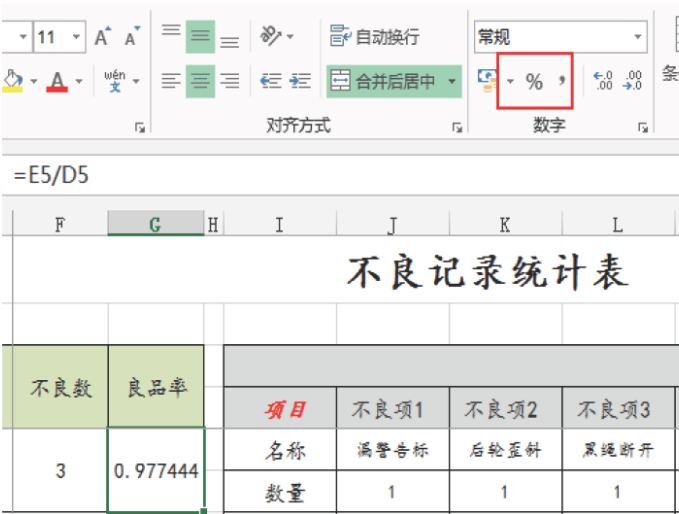 11 A A 自动换行 常规
A wén 文 合并后居中 % , .0 .00 .00 .0 条
对齐方式 数字
=E5/D5
F G H I J K L
不良记录统计表
不良数 良品率
项目 不良项1 不良项2 不良项3
名称 漏警告标 后轮歪斜 黑绳断开
3 0.977444
数量 1 1 1